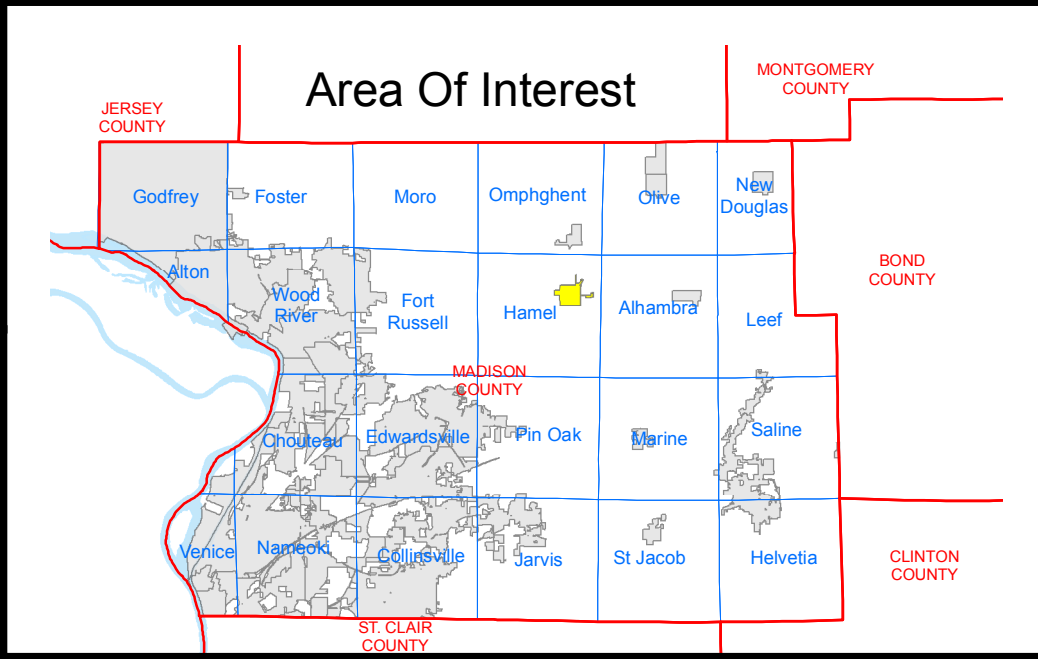 Area Of Interest
MONTGOMERY
COUNTY
JERSEY
COUNTY
Godfrey
Foster
Moro
Omphghent
Olive
New
Douglas
Alton
Wood
River
Fort
Russell
Hamel
Alhambra
Leef
BOND
COUNTY
MADISON
COUNTY
Chouteau
Edwardsville
Pin Oak
Marine
Saline
Venice
Nameoki
Collinsville
Jarvis
St Jacob
Helvetia
CLINTON
COUNTY
ST. CLAIR
COUNTY